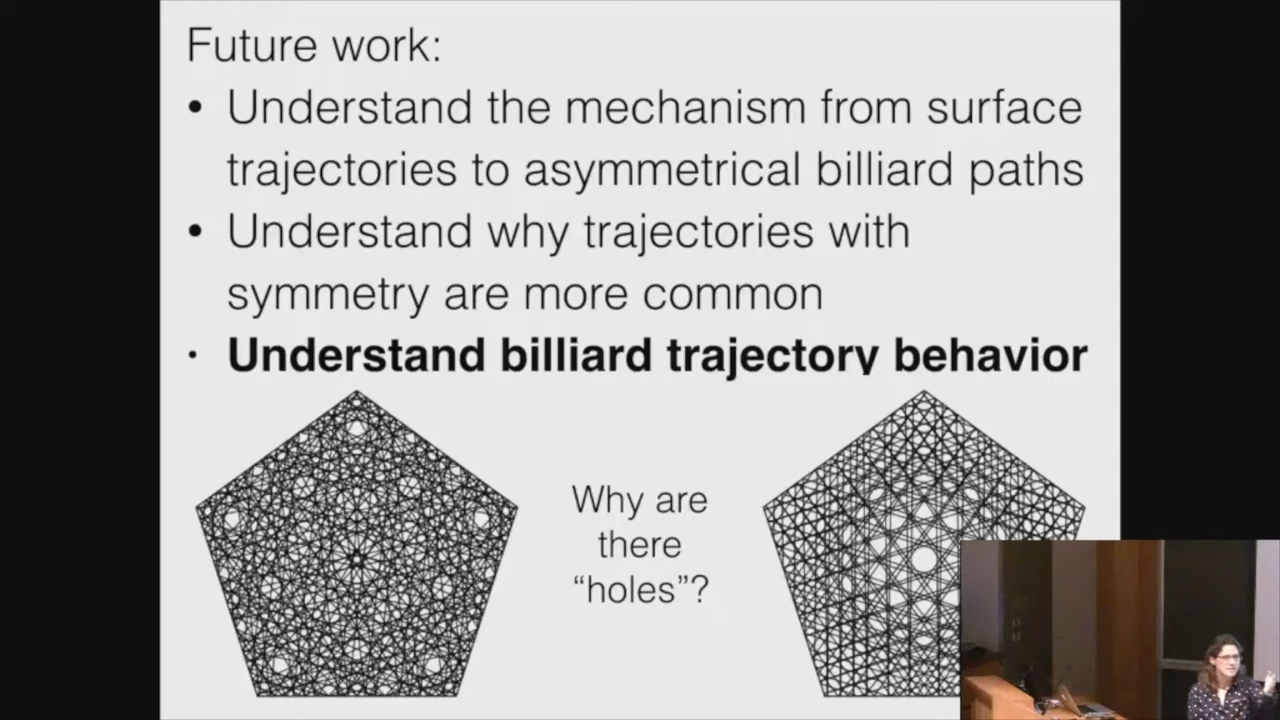 Future work:
• Understand the mechanism from surface
trajectories to asymmetrical billiard paths
• Understand why trajectories with
symmetry are more common
• Understand billiard trajectory behavior
Why are
there
“holes”?